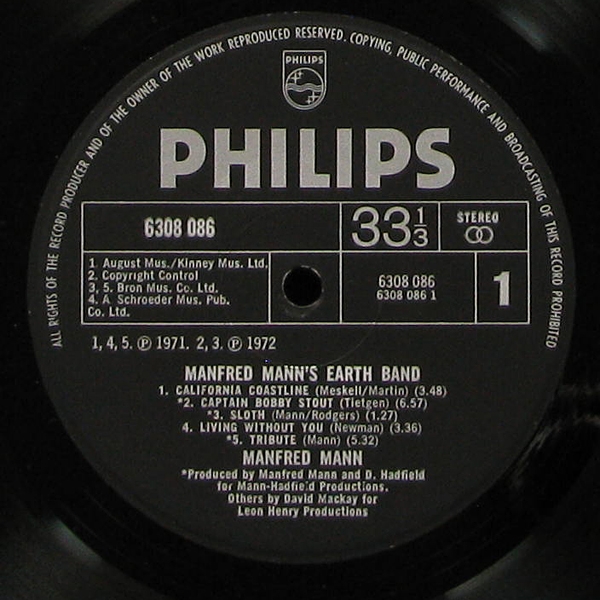 ALL RIGHTS OF THE RECORD PRODUCER AND OF THE OWNER OF THE WORK REPRODUCED RESERVED. COPYING, PUBLIC PERFORMANCE AND BROADCASTING OF THIS RECORD PROHIBITED
PHILIPS
PHILIPS
6308 086
33 1/3
STEREO
1. August Mus./Kinney Mus. Ltd.
2. Copyright Control
3, 5. Bron Mus. Co. Ltd.
4. A. Schroeder Mus. Pub.
Co. Ltd.
6308 086
6308 086 1
1
1, 4, 5. ℗ 1971. 2, 3. ℗ 1972
MANFRED MANN'S EARTH BAND
1. CALIFORNIA COASTLINE (Meskell/Martin) (3.48)
*2. CAPTAIN BOBBY STOUT (Tietgen) (6.57)
*3. SLOTH (Mann/Rodgers) (1.27)
4. LIVING WITHOUT YOU (Newman) (3.36)
*5. TRIBUTE (Mann) (5.32)
MANFRED MANN
*Produced by Manfred Mann and D. Hadfield
for Mann-Hadfield Productions.
Others by David Mackay for
Leon Henry Productions